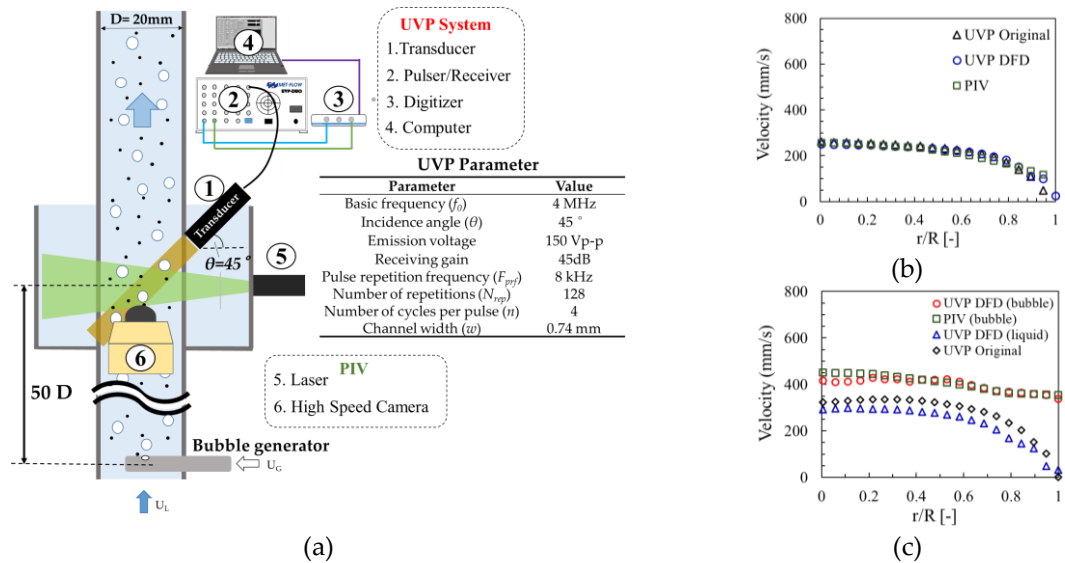 D= 20mm
UVP System
1.Transducer
2. Pulser/Receiver
3. Digitizer
4. Computer
4
2
3
MET-FLOW
1
Transducer
θ=45°
5
6
50 D
Bubble generator
U_G
U_L
UVP Parameter
Parameter Value
Basic frequency (f₀) 4 MHz
Incidence angle (θ) 45 °
Emission voltage 150 Vp-p
Receiving gain 45dB
Pulse repetition frequency (F_prf) 8 kHz
Number of repetitions (N_rep) 128
Number of cycles per pulse (n) 4
Channel width (w) 0.74 mm
PIV
5. Laser
6. High Speed Camera
(a)
Velocity (mm/s)
800
600
400
200
0
UVP Original
UVP DFD
PIV
0 0.2 0.4 0.6 0.8 1
r/R [-]
(b)
Velocity (mm/s)
800
600
400
200
0
UVP DFD (bubble)
PIV (bubble)
UVP DFD (liquid)
UVP Original
0 0.2 0.4 0.6 0.8 1
r/R [-]
(c)